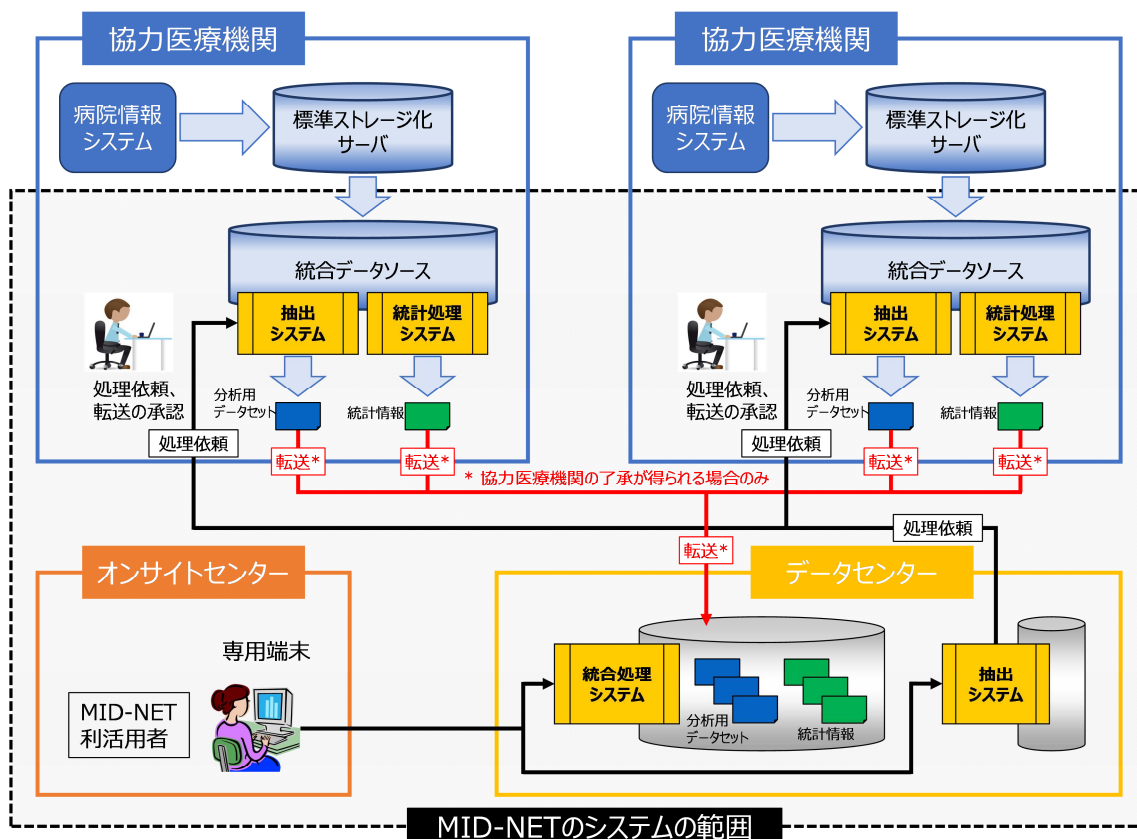 協力医療機関
病院情報
システム
標準ストレージ化
サーバ
統合データソース
抽出
システム
統計処理
システム
処理依頼、
転送の承認
分析用
データセット
統計情報
処理依頼
転送*
転送*
協力医療機関
病院情報
システム
標準ストレージ化
サーバ
統合データソース
抽出
システム
統計処理
システム
処理依頼、
転送の承認
分析用
データセット
統計情報
処理依頼
転送*
転送*
* 協力医療機関の了承が得られる場合のみ
処理依頼
転送*
オンサイトセンター
専用端末
MID-NET
利活用者
データセンター
統合処理
システム
分析用
データセット
統計情報
抽出
システム
MID-NETのシステムの範囲